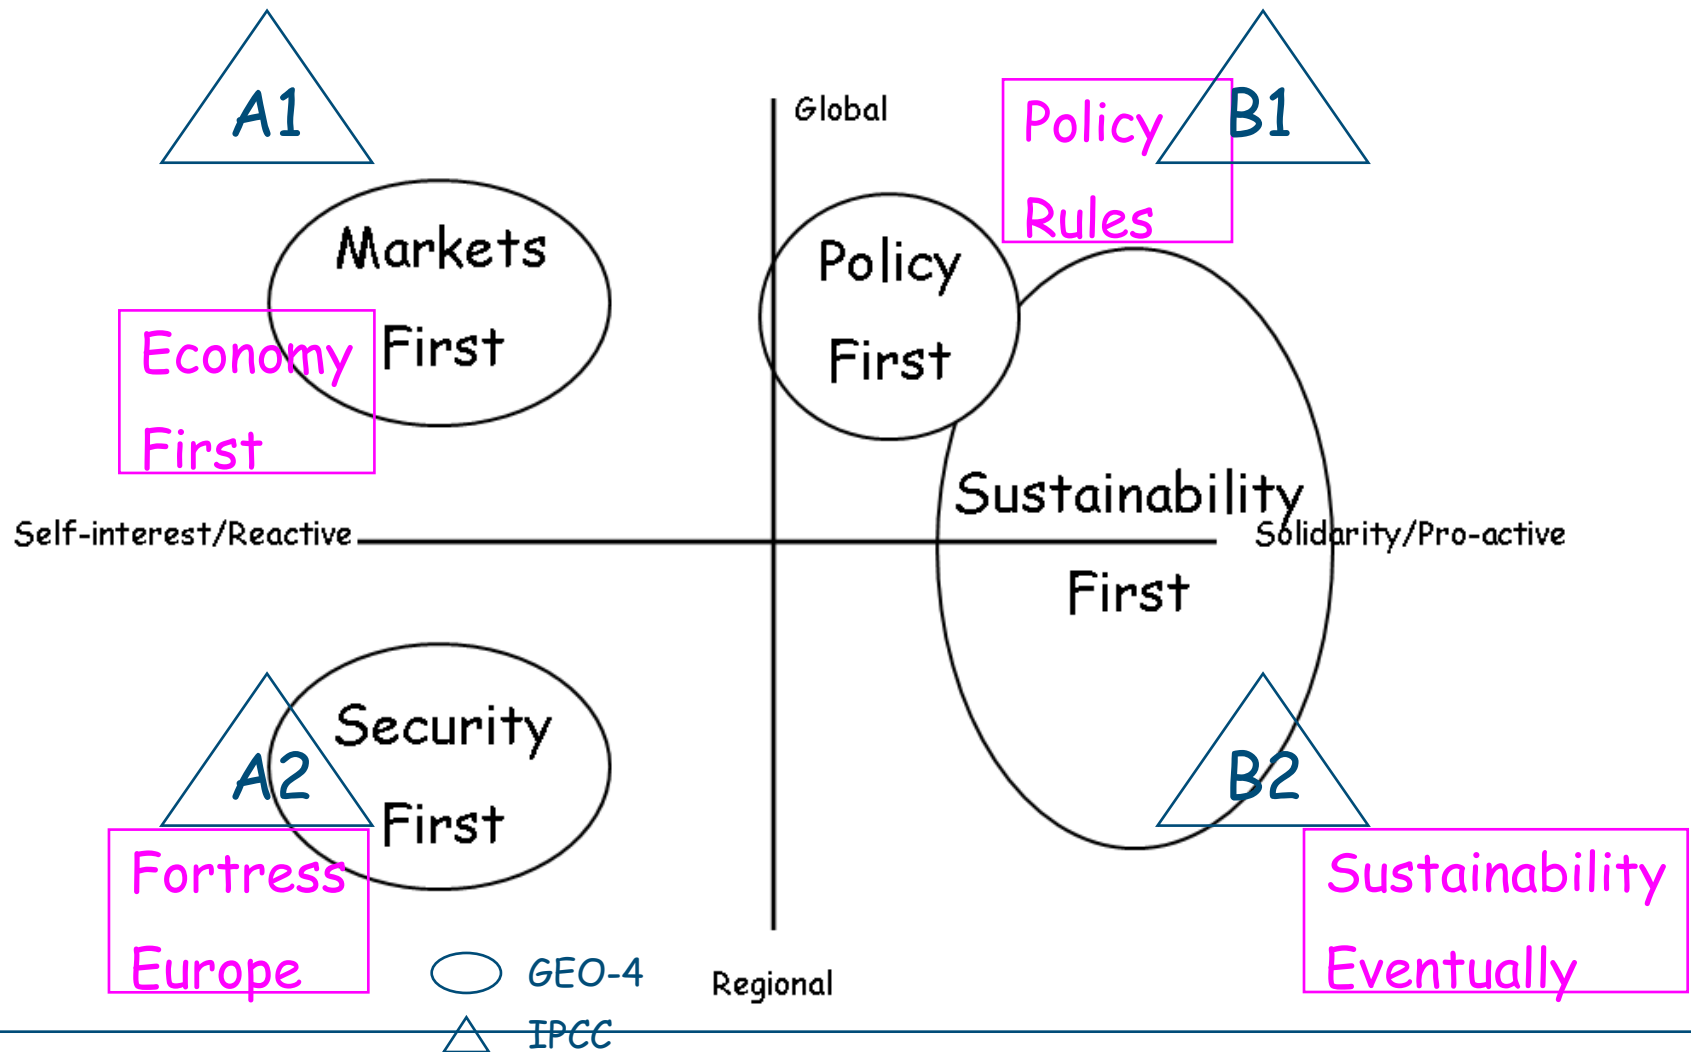 A1
Global
Policy
Rules
B1
Markets
First
Policy
First
Economy
First
Sustainability
First
Self-interest/Reactive
Solidarity/Pro-active
Security
First
A2
B2
Fortress
Europe
Sustainability
Eventually
GEO-4
Regional
IPCC